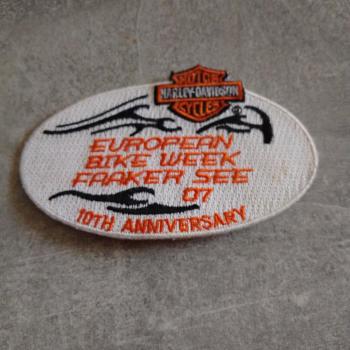 MOTOR
HARLEY-DAVIDSON
CYCLES
®
EUROPEAN
BIKE WEEK
FAAKER SEE
07
10TH ANNIVERSARY